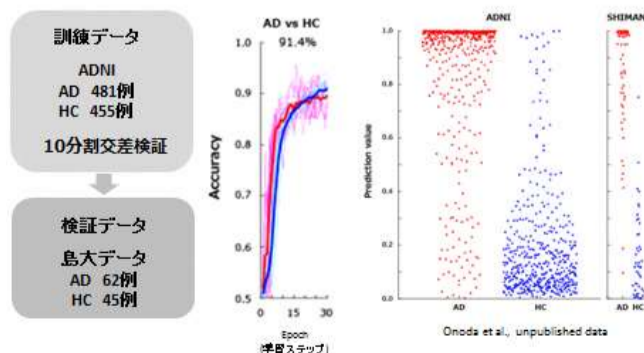 訓練データ
ADNI
AD 481例
HC 455例
10分割交差検証
検証データ
島大データ
AD 62例
HC 45例
AD vs HC
91.4%
Accuracy
1.0
0.9
0.8
0.7
0.6
0.5
0 15 30
Epoch
(学習ステップ)
ADNI
SHIMAN
Prediction value
1.0
0.8
0.6
0.4
0.2
0.0
AD HC
AD HC
Onoda et al., unpublished data